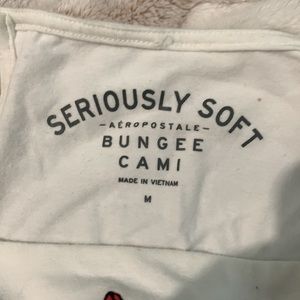 SERIOUSLY SOFT
- AÉROPOSTALE -
BUNGEE
CAMI
MADE IN VIETNAM
M